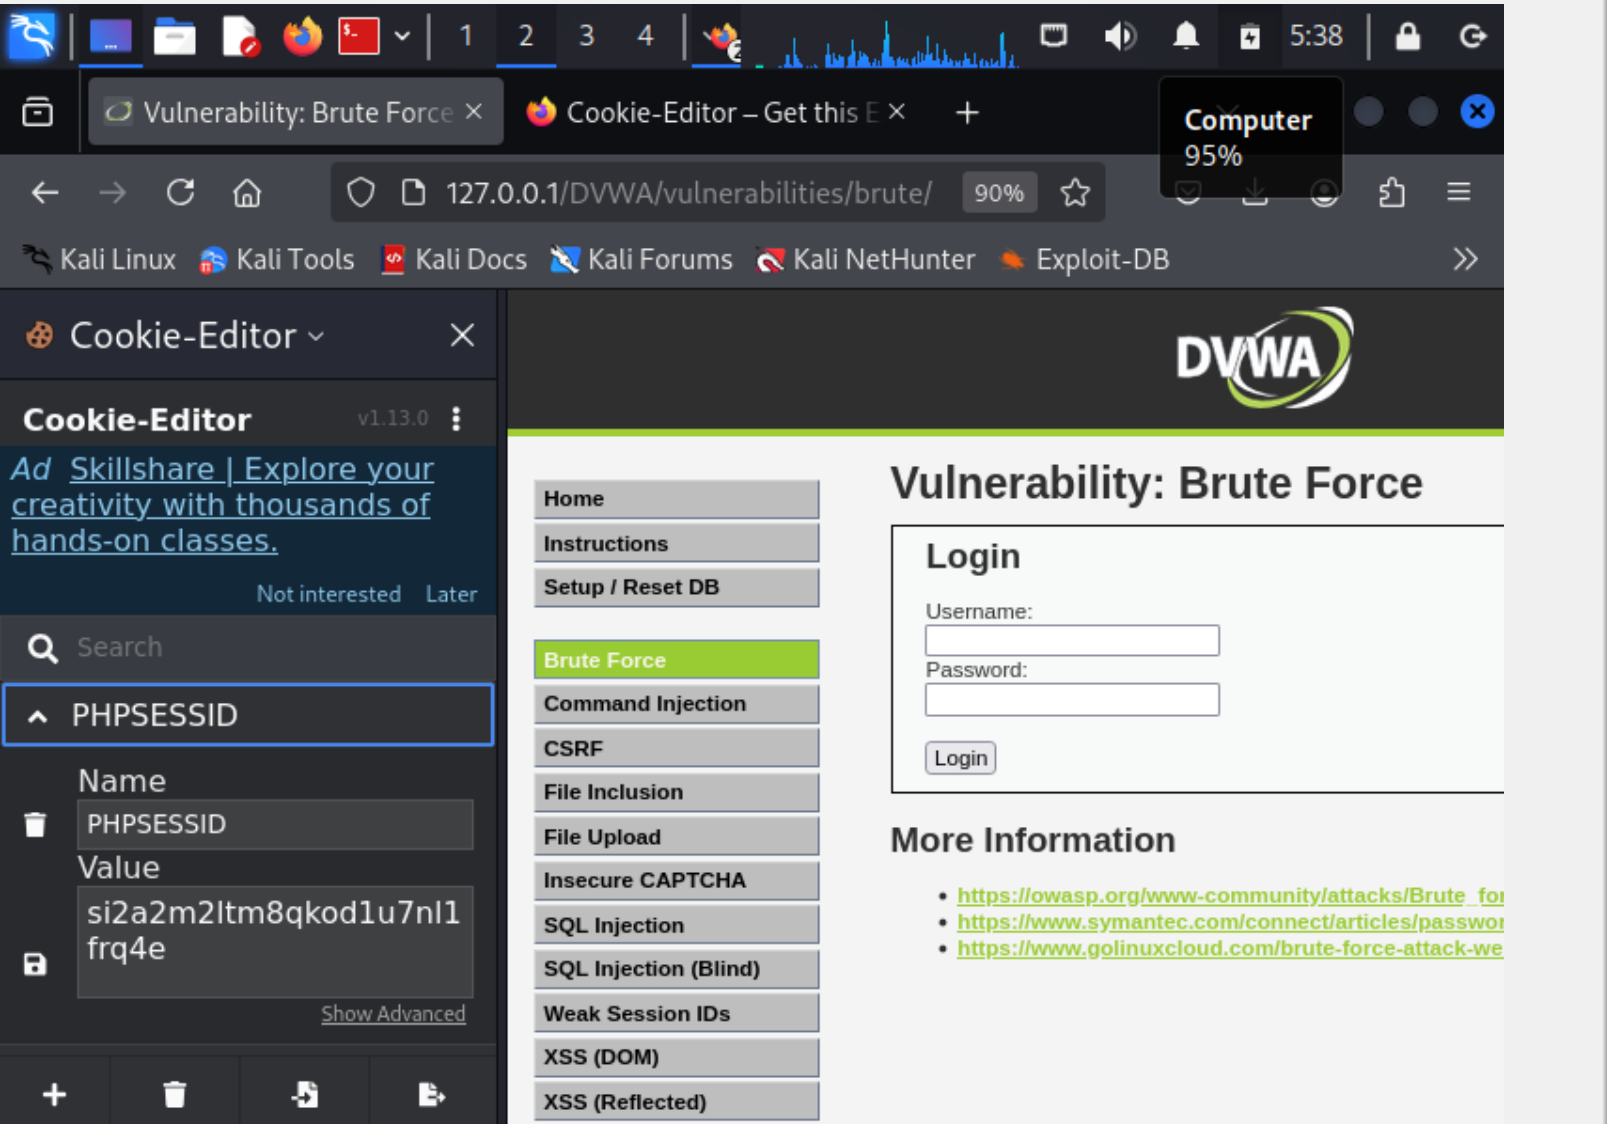 1 2 3 4 5:38
Vulnerability: Brute Force
Cookie-Editor – Get this E
Computer
95%
127.0.0.1/DVWA/vulnerabilities/brute/ 90%
Kali Linux Kali Tools Kali Docs Kali Forums Kali NetHunter Exploit-DB
Cookie-Editor
Cookie-Editor v1.13.0
Ad Skillshare | Explore your
creativity with thousands of
hands-on classes.
Not interested Later
Search
PHPSESSID
Name
PHPSESSID
Value
si2a2m2ltm8qkod1u7nl1
frq4e
Show Advanced
DVWA
Home
Instructions
Setup / Reset DB
Brute Force
Command Injection
CSRF
File Inclusion
File Upload
Insecure CAPTCHA
SQL Injection
SQL Injection (Blind)
Weak Session IDs
XSS (DOM)
XSS (Reflected)
Vulnerability: Brute Force
Login
Username:
Password:
Login
More Information
https://owasp.org/www-community/attacks/Brute_for
https://www.symantec.com/connect/articles/passwor
https://www.golinuxcloud.com/brute-force-attack-we